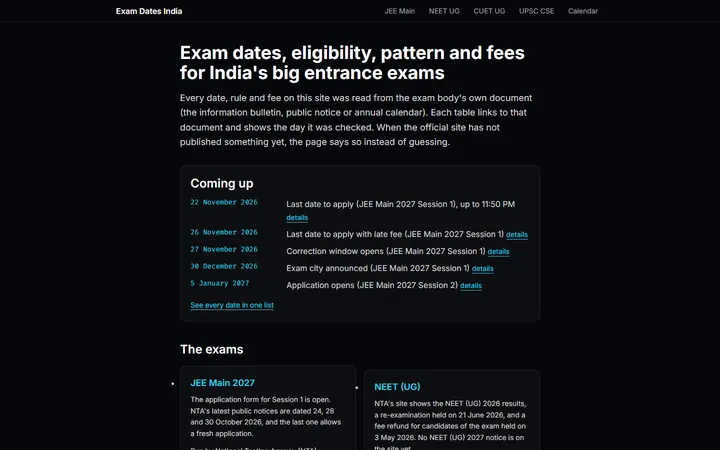 Exam Dates India
JEE Main NEET UG CUET UG UPSC CSE Calendar
Exam dates, eligibility, pattern and fees
for India's big entrance exams
Every date, rule and fee on this site was read from the exam body's own document
(the information bulletin, public notice or annual calendar). Each table links to that
document and shows the day it was checked. When the official site has not
published something yet, the page says so instead of guessing.
Coming up
22 November 2026 Last date to apply (JEE Main 2027 Session 1), up to 11:50 PM
details
26 November 2026 Last date to apply with late fee (JEE Main 2027 Session 1) details
27 November 2026 Correction window opens (JEE Main 2027 Session 1) details
30 December 2026 Exam city announced (JEE Main 2027 Session 1) details
5 January 2027 Application opens (JEE Main 2027 Session 2) details
See every date in one list
The exams
JEE Main 2027
The application form for Session 1 is open.
NTA's latest public notices are dated 24, 28
and 30 October 2026, and the last one allows
a fresh application.
Run by National Testing Agency (NTA)
NEET (UG)
NTA's site shows the NEET (UG) 2026 results,
a re-examination held on 21 June 2026, and a
fee refund for candidates of the exam held on
3 May 2026. No NEET (UG) 2027 notice is on
the site yet.